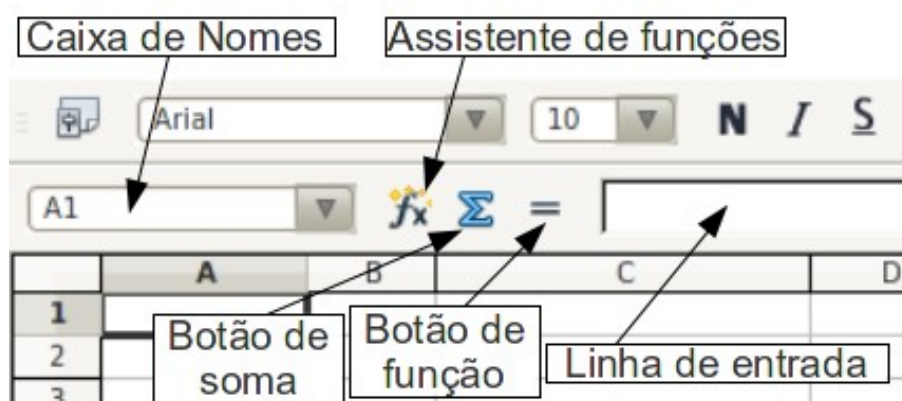 Caixa de Nomes
Assistente de funções
Arial
10
N I S
A1
fx Σ =
A B C D
1
2
3
Botão de
soma
Botão de
função
Linha de entrada